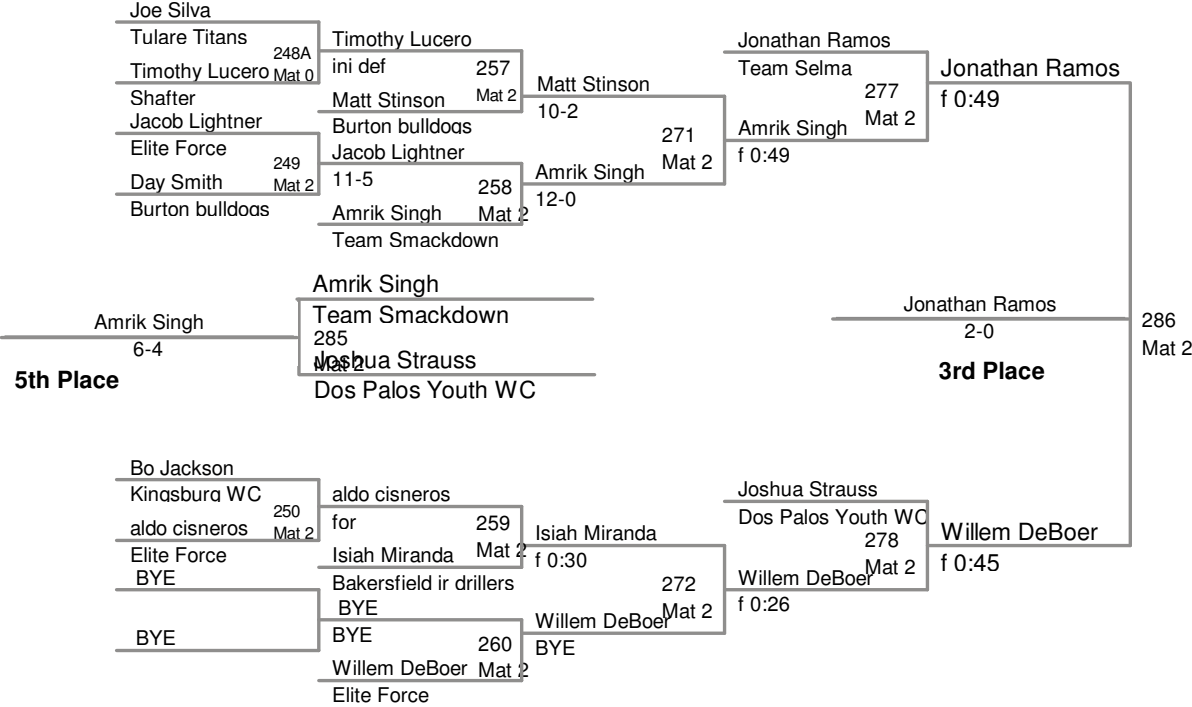 Joe Silva
Tulare Titans
248A
Timothy Lucero
Mat 0
Shafter
Jacob Lightner
Elite Force
249
Day Smith
Mat 2
Burton bulldogs
Timothy Lucero
ini def
257
Matt Stinson
Mat 2
Burton bulldogs
Jacob Lightner
11-5
258
Amrik Singh
Mat 2
Team Smackdown
Matt Stinson
10-2
271
Mat 2
Amrik Singh
12-0
Jonathan Ramos
Team Selma
277
Mat 2
Amrik Singh
f 0:49
Jonathan Ramos
f 0:49
Amrik Singh
6-4
5th Place
Amrik Singh
Team Smackdown
285
Mat 2
Joshua Strauss
Dos Palos Youth WC
Jonathan Ramos
2-0
3rd Place
286
Mat 2
Bo Jackson
Kingsburg WC
250
aldo cisneros
Mat 2
Elite Force
BYE
BYE
aldo cisneros
for
259
Isiah Miranda
Mat 2
Bakersfield jr drillers
BYE
BYE
260
Willem DeBoer
Mat 2
Elite Force
Isiah Miranda
f 0:30
272
Mat 2
Willem DeBoer
BYE
Joshua Strauss
Dos Palos Youth WC
278
Mat 2
Willem DeBoer
f 0:26
Willem DeBoer
f 0:45